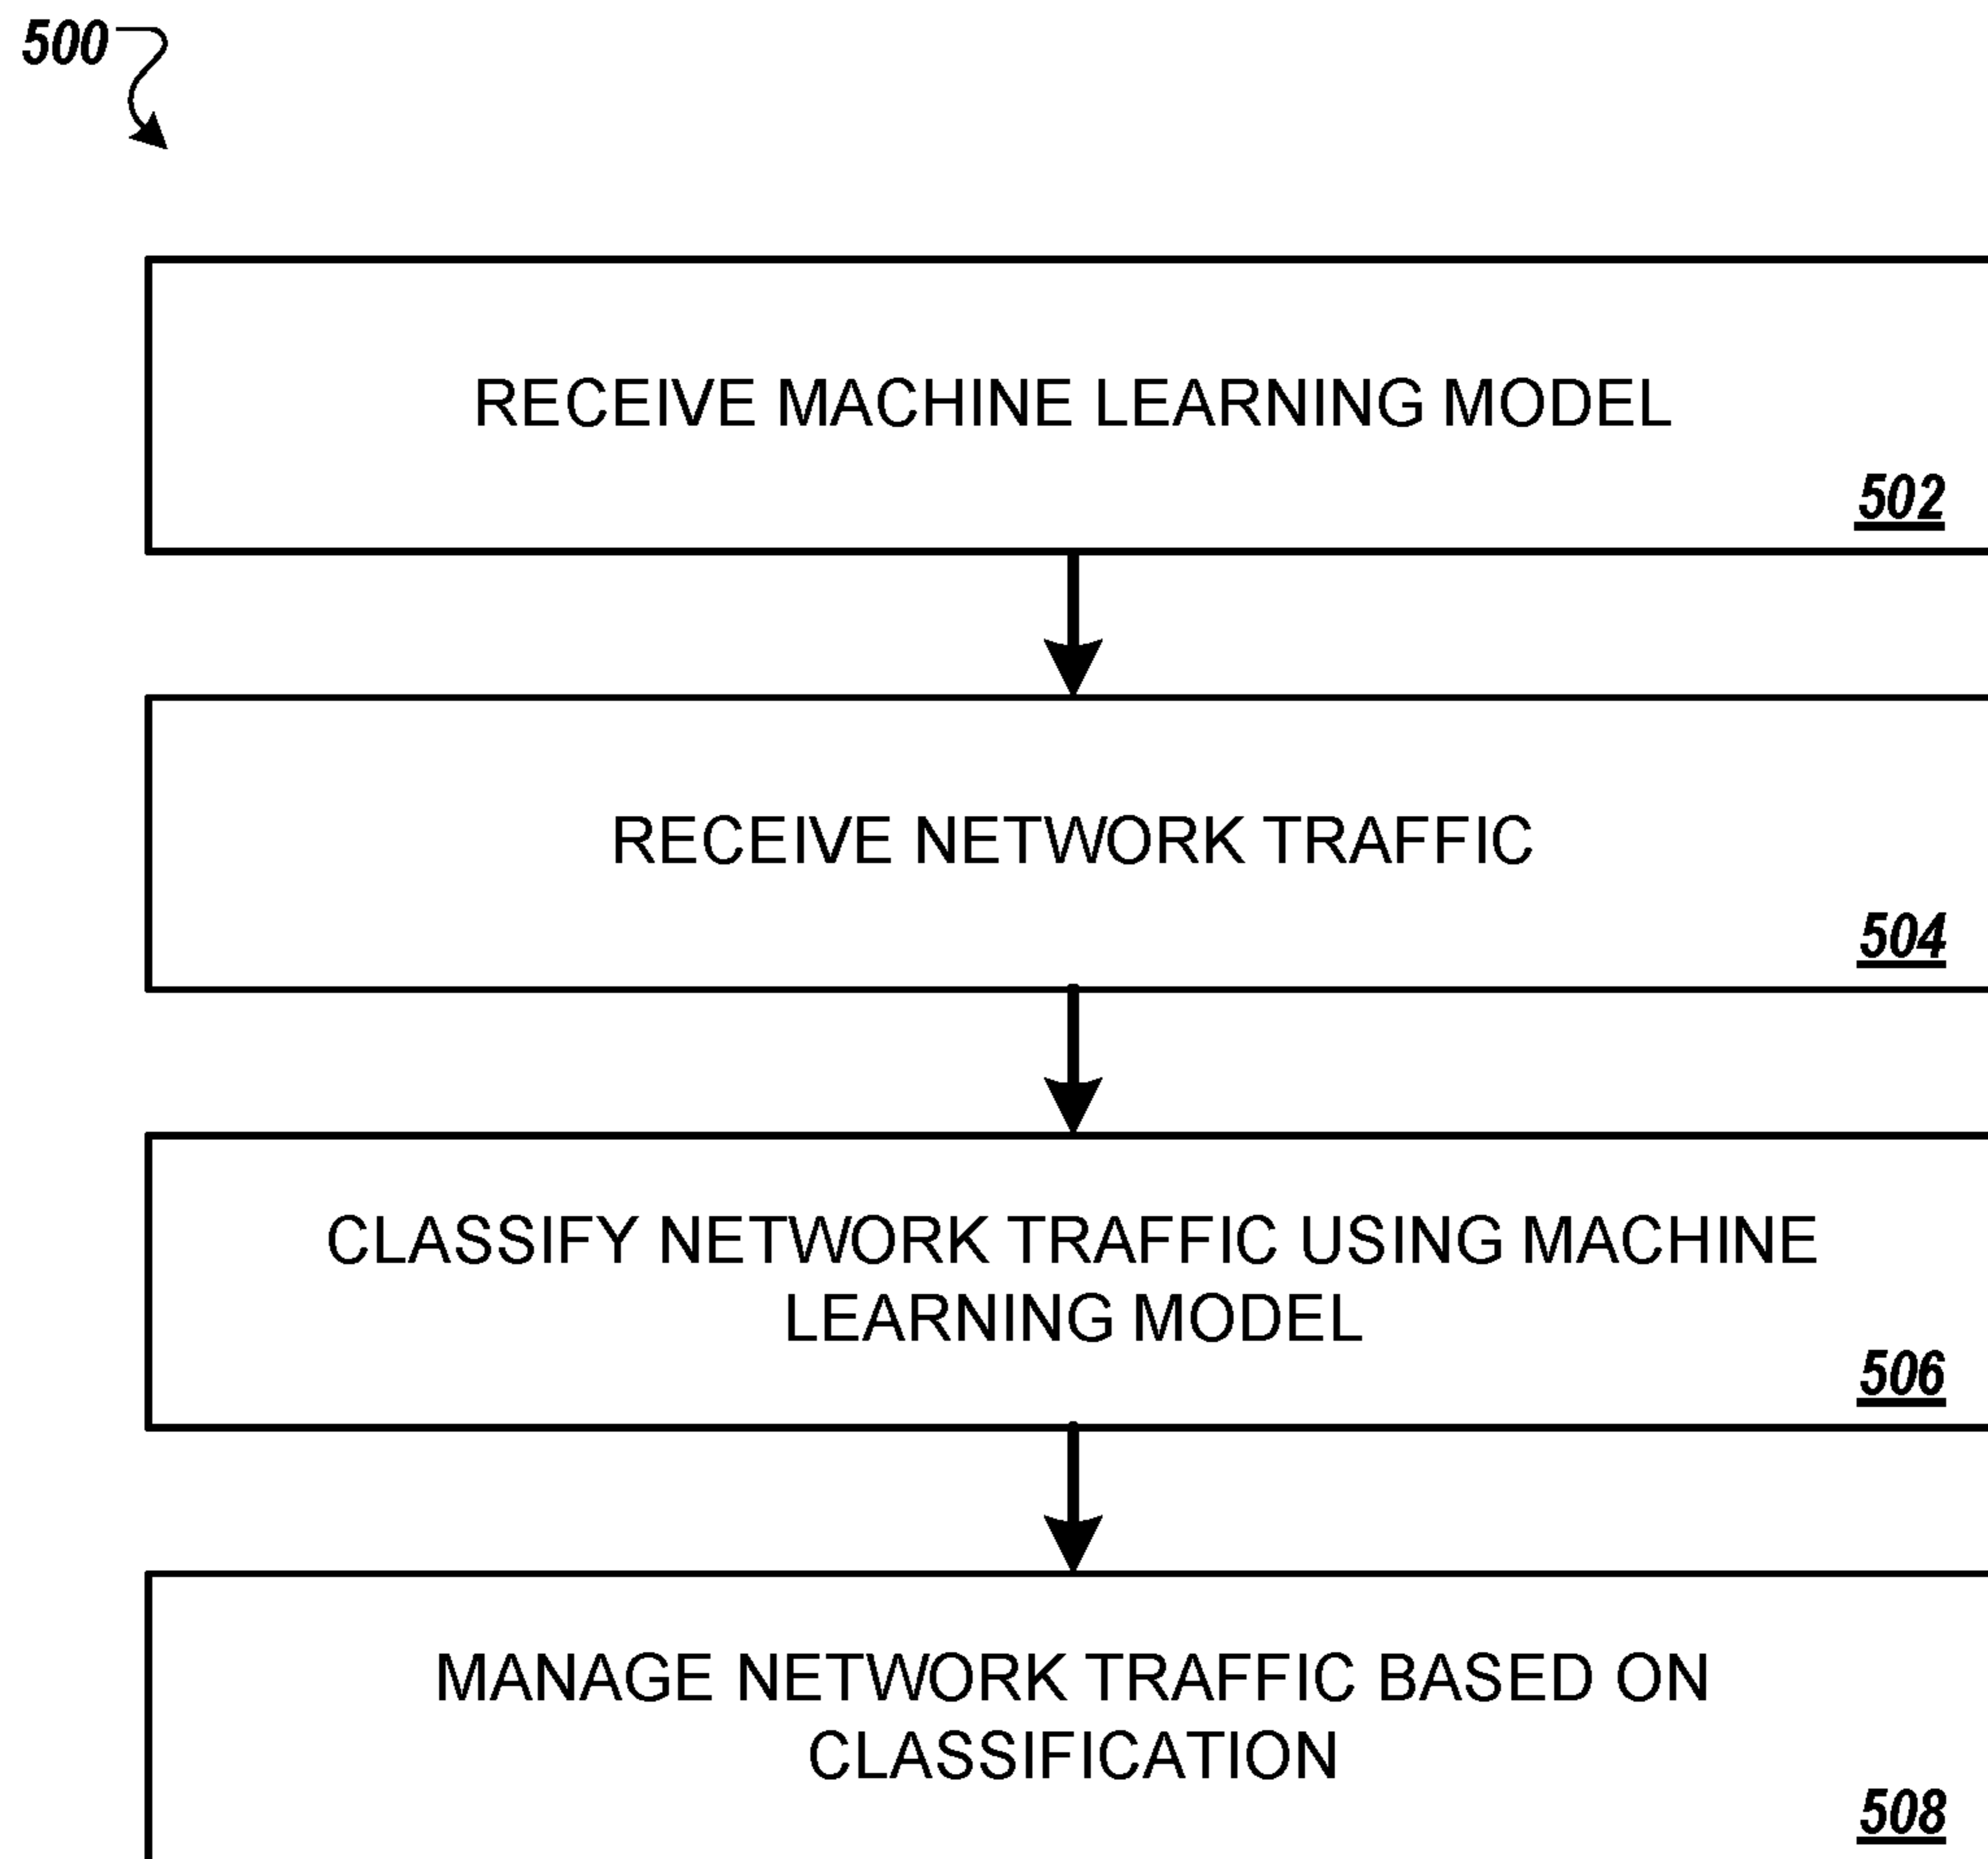 500
RECEIVE MACHINE LEARNING MODEL
502
RECEIVE NETWORK TRAFFIC
504
CLASSIFY NETWORK TRAFFIC USING MACHINE
LEARNING MODEL
506
MANAGE NETWORK TRAFFIC BASED ON
CLASSIFICATION
508